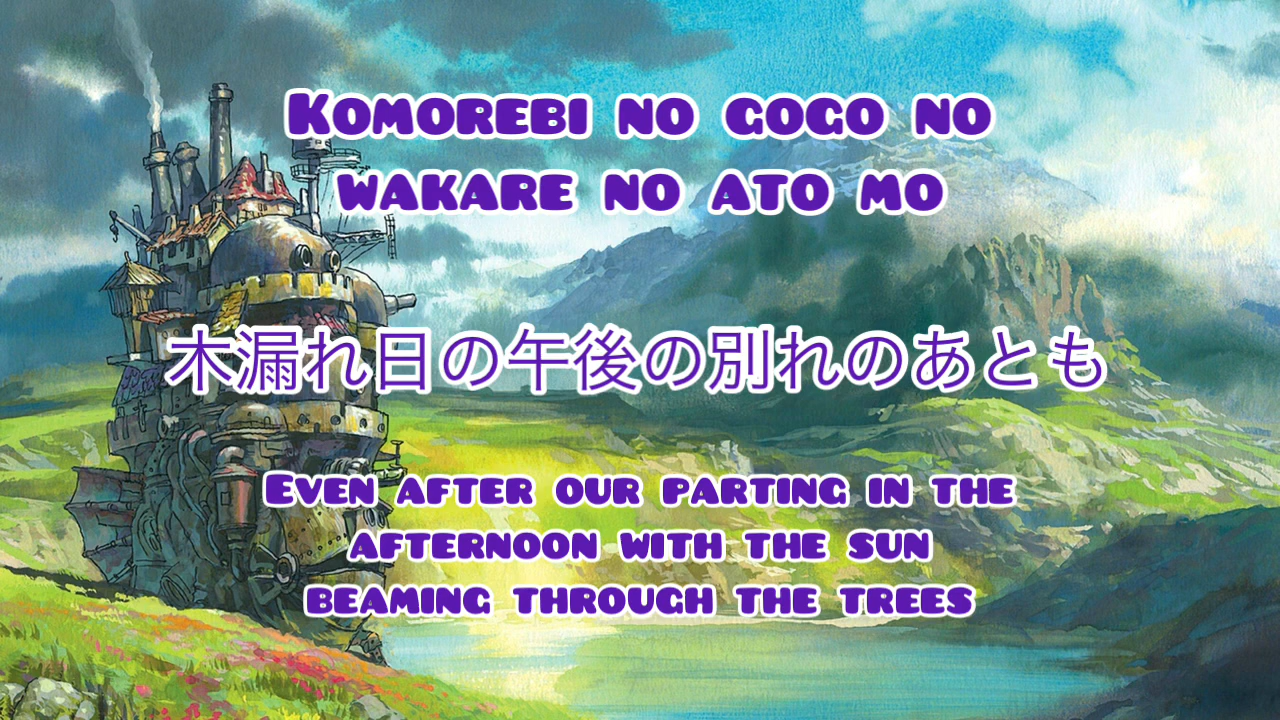 Komorebi no gogo no
wakare no ato mo
木漏れ日の午後の別れのあとも
Even after our parting in the
afternoon with the sun
beaming through the trees